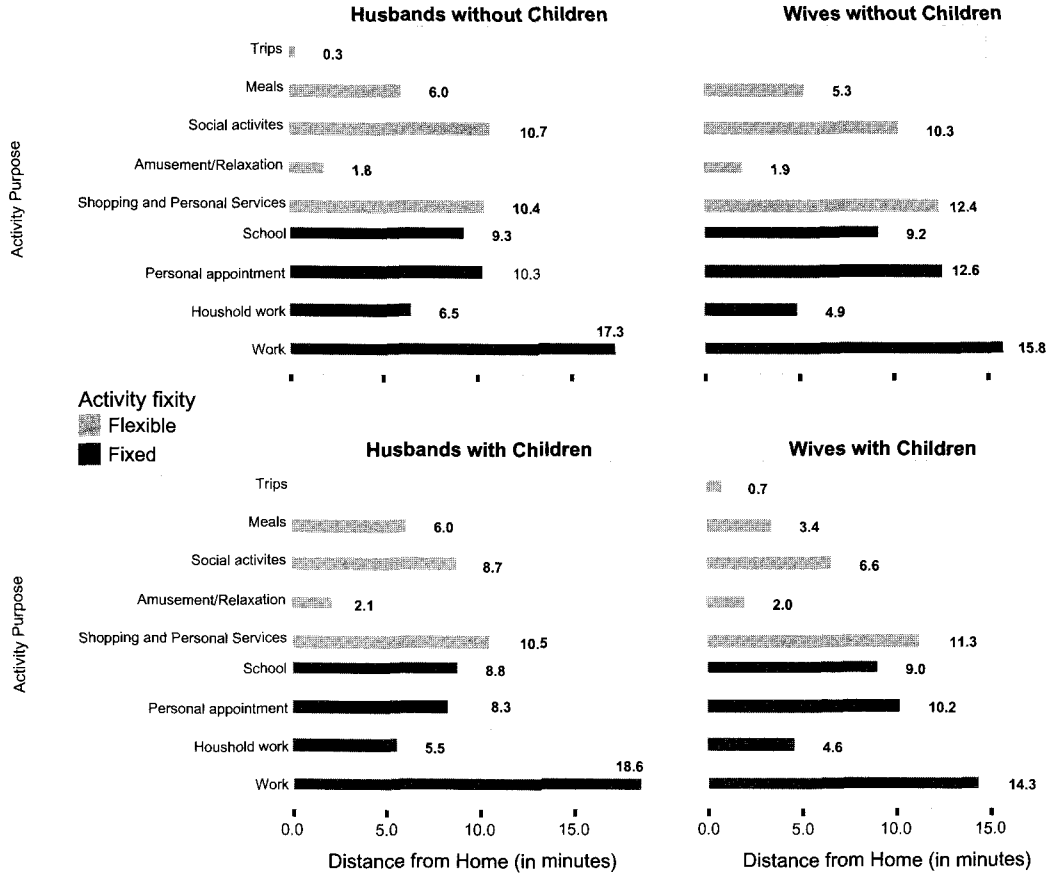 Husbands without Children
Wives without Children
Activity Purpose
Trips
0.3
Meals
6.0
5.3
Social activites
10.7
10.3
Amusement/Relaxation
1.8
1.9
Shopping and Personal Services
10.4
12.4
School
9.3
9.2
Personal appointment
10.3
12.6
Houshold work
6.5
4.9
Work
17.3
15.8
Activity fixity
Flexible
Fixed
Husbands with Children
Wives with Children
Activity Purpose
Trips
0.7
Meals
6.0
3.4
Social activites
8.7
6.6
Amusement/Relaxation
2.1
2.0
Shopping and Personal Services
10.5
11.3
School
8.8
9.0
Personal appointment
8.3
10.2
Houshold work
5.5
4.6
Work
18.6
14.3
0.0 5.0 10.0 15.0
0.0 5.0 10.0 15.0
Distance from Home (in minutes)
Distance from Home (in minutes)